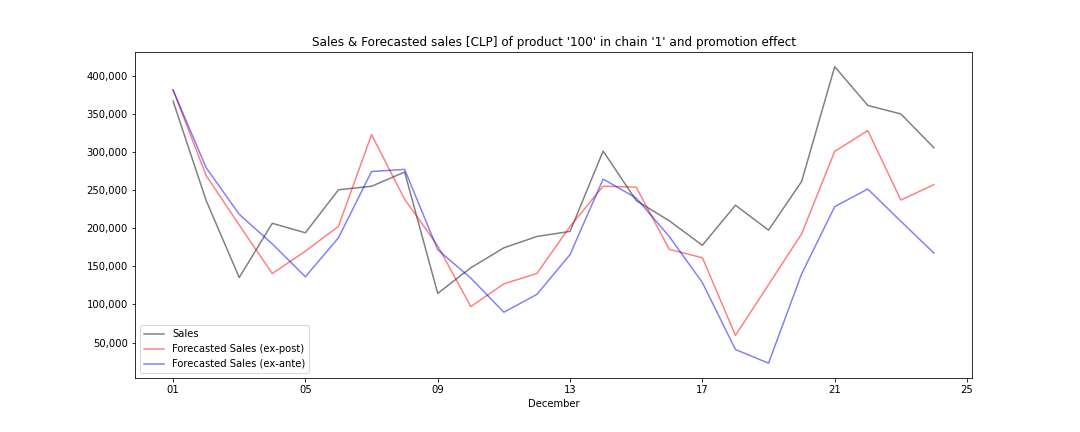 Sales & Forecasted sales [CLP] of product '100' in chain '1' and promotion effect
400,000
350,000
300,000
250,000
200,000
150,000
100,000
50,000
Sales
Forecasted Sales (ex-post)
Forecasted Sales (ex-ante)
01 05 09 13 17 21 25
December